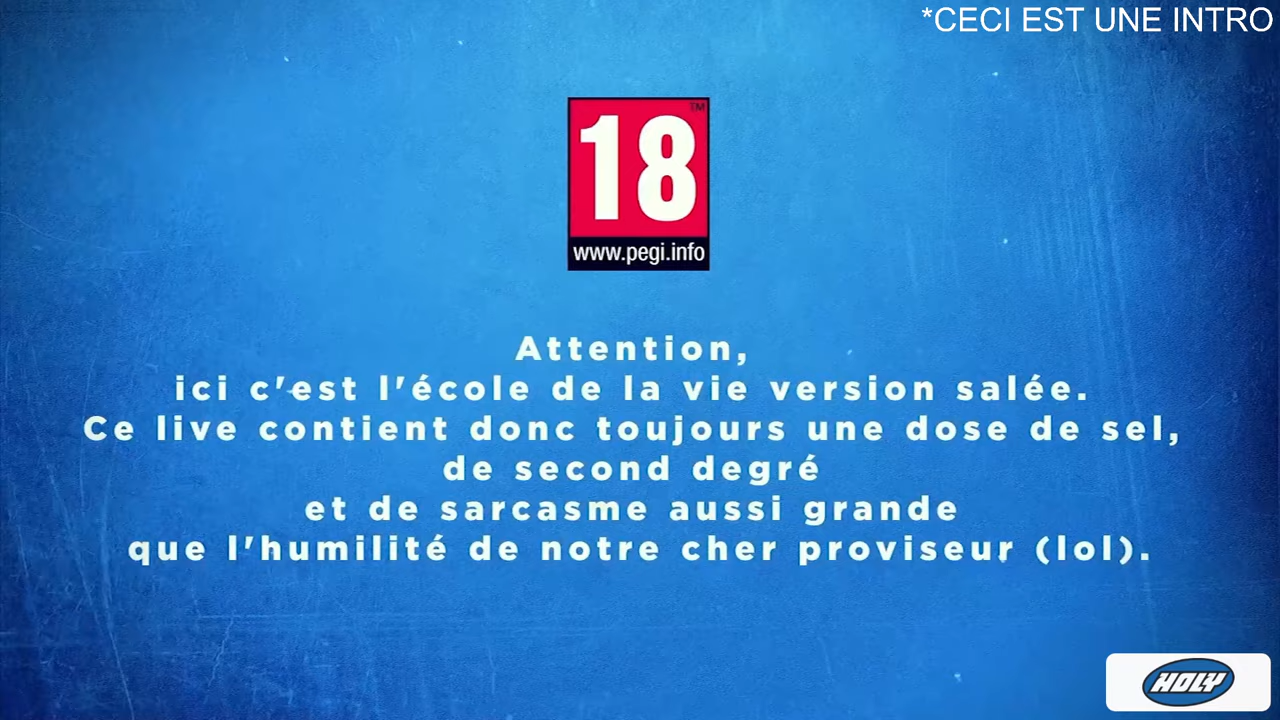 *CECI EST UNE INTRO
18
TM
www.pegi.info
Attention,
ici c'est l'école de la vie version salée.
Ce live contient donc toujours une dose de sel,
de second degré
et de sarcasme aussi grande
que l'humilité de notre cher proviseur (lol).
HOLY